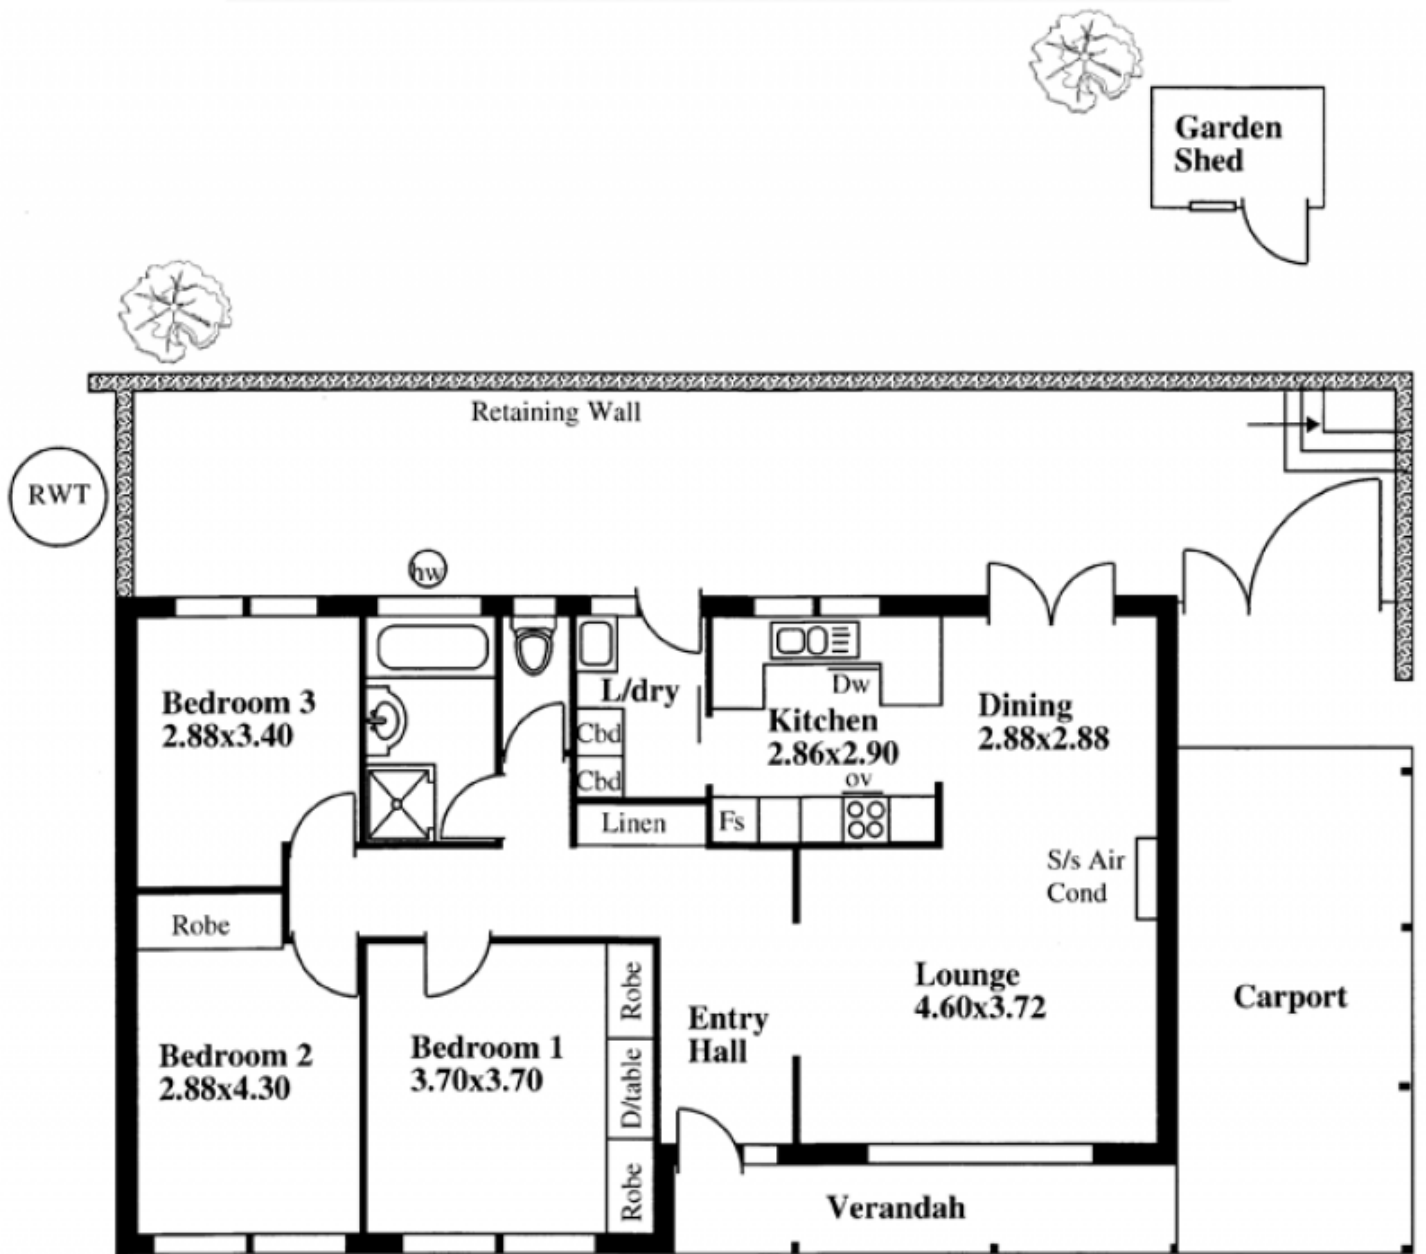 Garden
Shed
Retaining Wall
RWT
hw
Bedroom 3
2.88x3.40
L/dry
Cbd
Cbd
Linen
Dw
Kitchen
2.86x2.90
ov
Fs
Dining
2.88x2.88
S/s Air
Cond
Robe
Bedroom 2
2.88x4.30
Bedroom 1
3.70x3.70
Robe
D/table
Robe
Entry
Hall
Lounge
4.60x3.72
Carport
Verandah